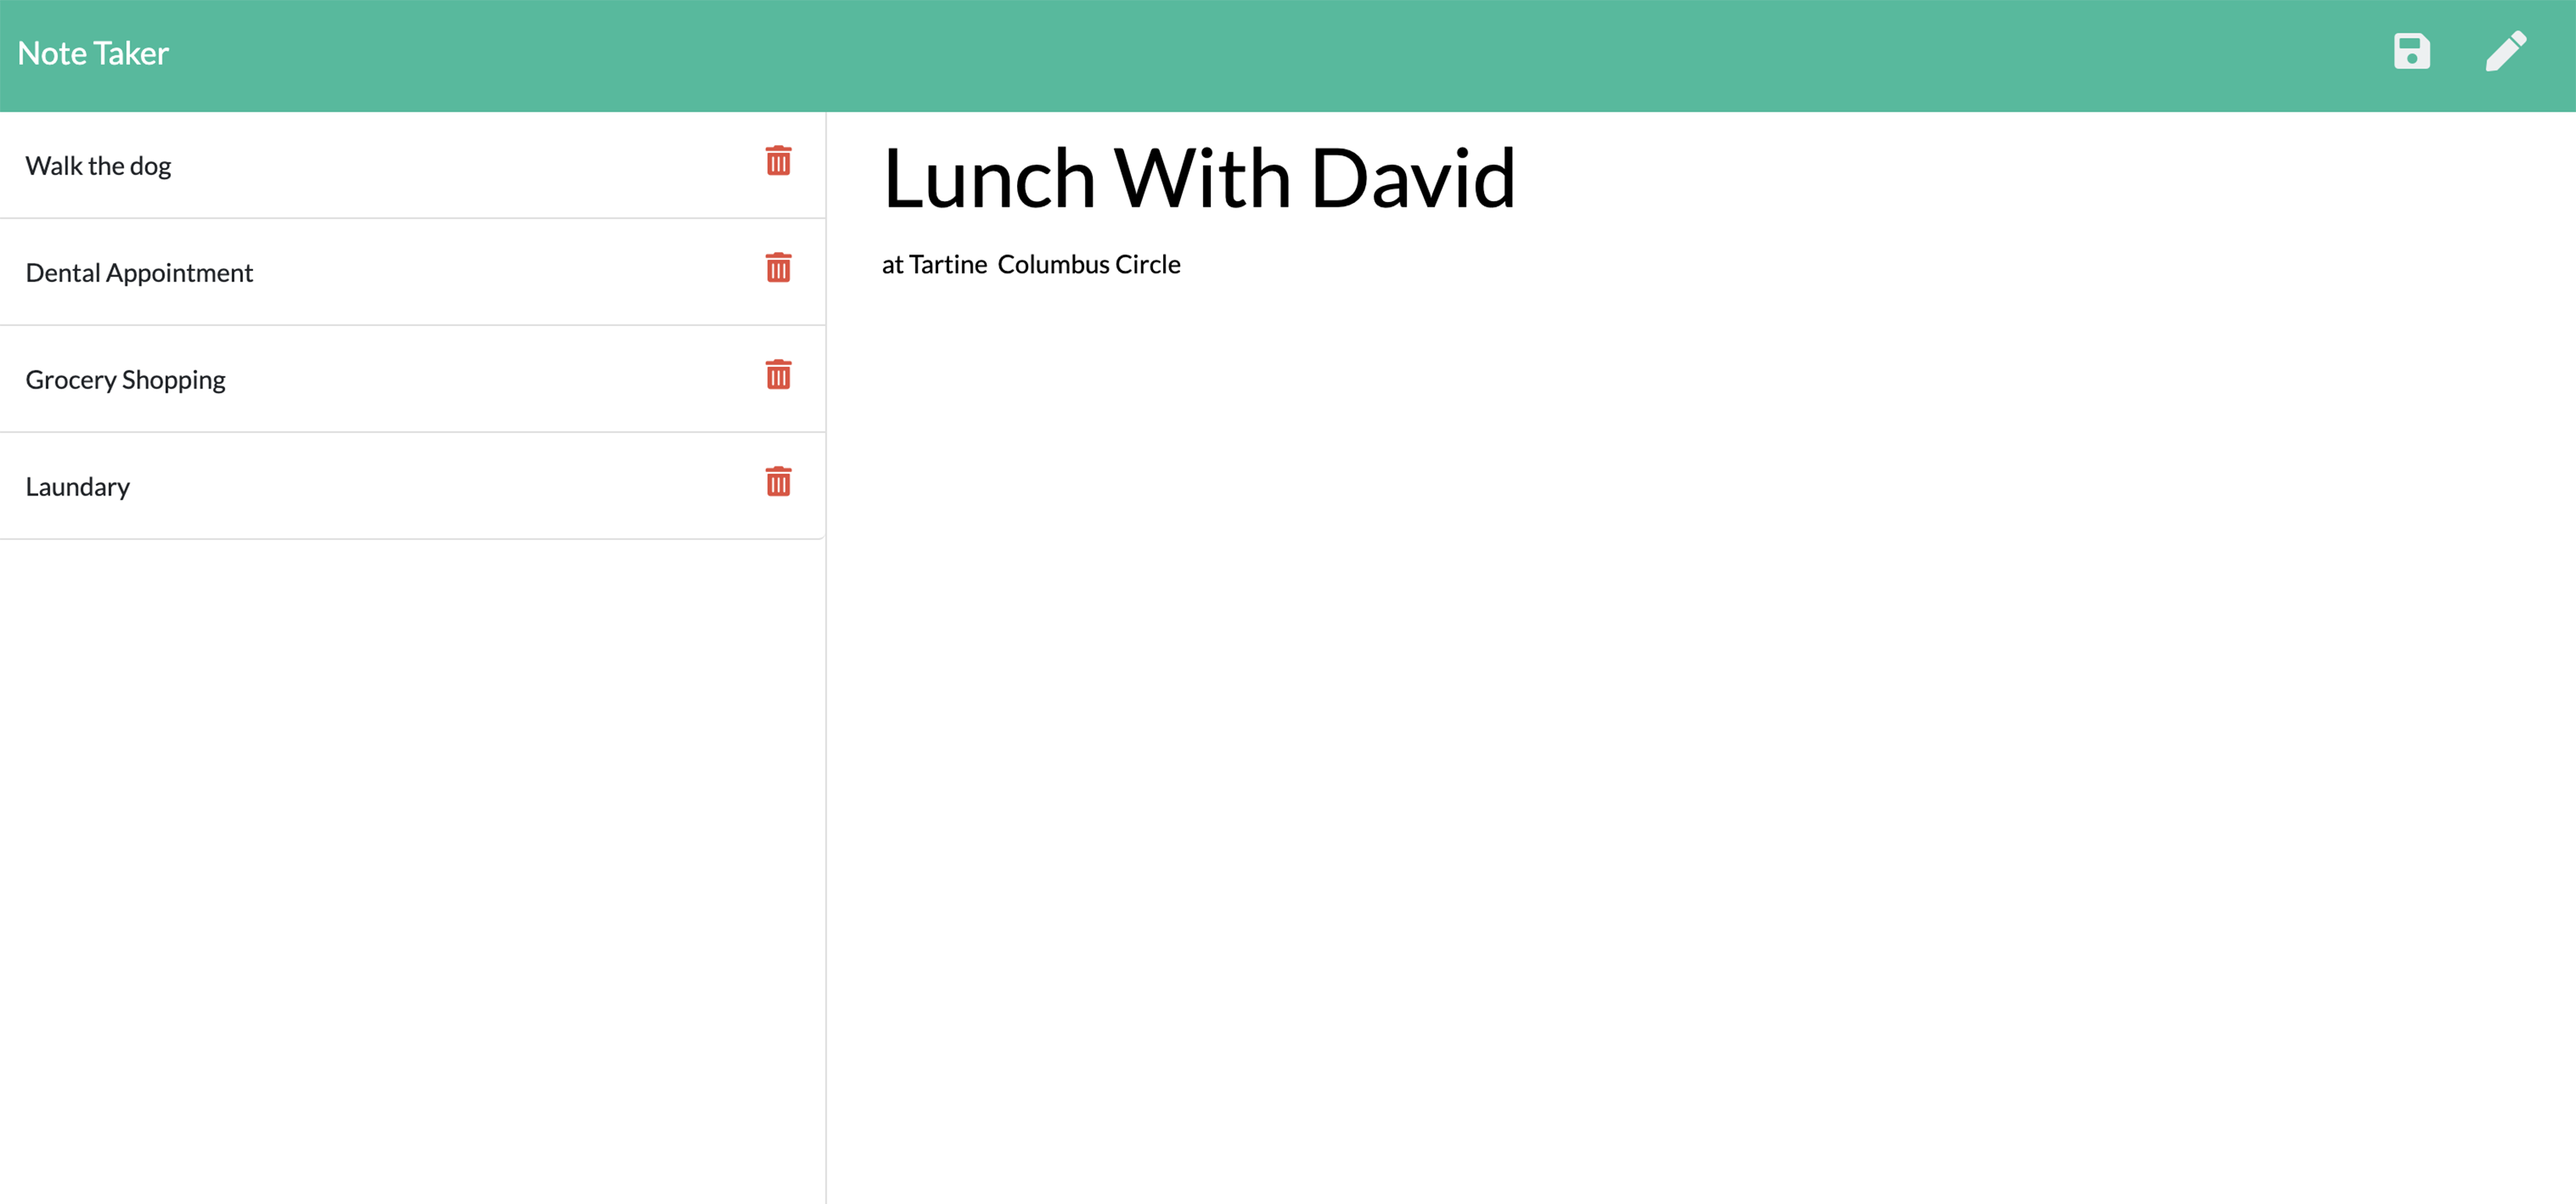 Note Taker
Walk the dog
Dental Appointment
Grocery Shopping
Laundary
Lunch With David
at Tartine  Columbus Circle